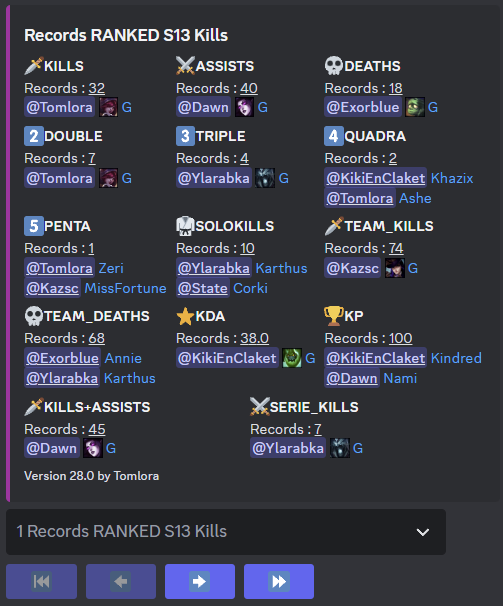 Records RANKED S13 Kills
KILLS ASSISTS DEATHS
Records : 32 Records : 40 Records : 18
@Tomlora G @Dawn G @Exorblue G
2 DOUBLE 3 TRIPLE 4 QUADRA
Records : 7 Records : 4 Records : 2
@Tomlora G @Ylarabka G @KikiEnClaket Khazix
@Tomlora Ashe
5 PENTA SOLOKILLS TEAM_KILLS
Records : 1 Records : 10 Records : 74
@Tomlora Zeri @Ylarabka Karthus @Kazsc G
@Kazsc MissFortune @State Corki
TEAM_DEATHS KDA KP
Records : 68 Records : 38.0 Records : 100
@Exorblue Annie @KikiEnClaket G @KikiEnClaket Kindred
@Ylarabka Karthus @Dawn Nami
KILLS+ASSISTS SERIE_KILLS
Records : 45 Records : 7
@Dawn G @Ylarabka G
Version 28.0 by Tomlora
1 Records RANKED S13 Kills